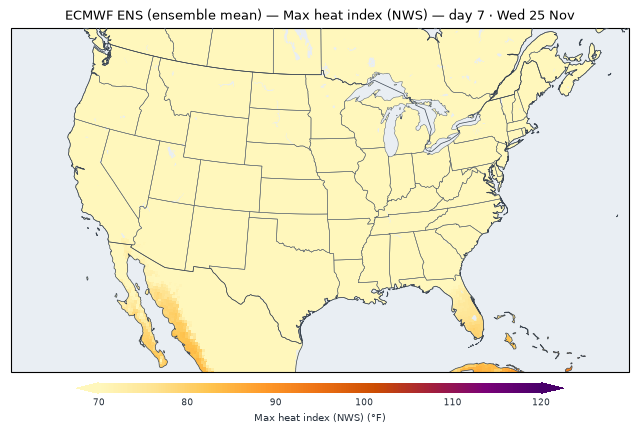 ECMWF ENS (ensemble mean) — Max heat index (NWS) — day 7 · Wed 25 Nov
70 80 90 100 110 120
Max heat index (NWS) (°F)